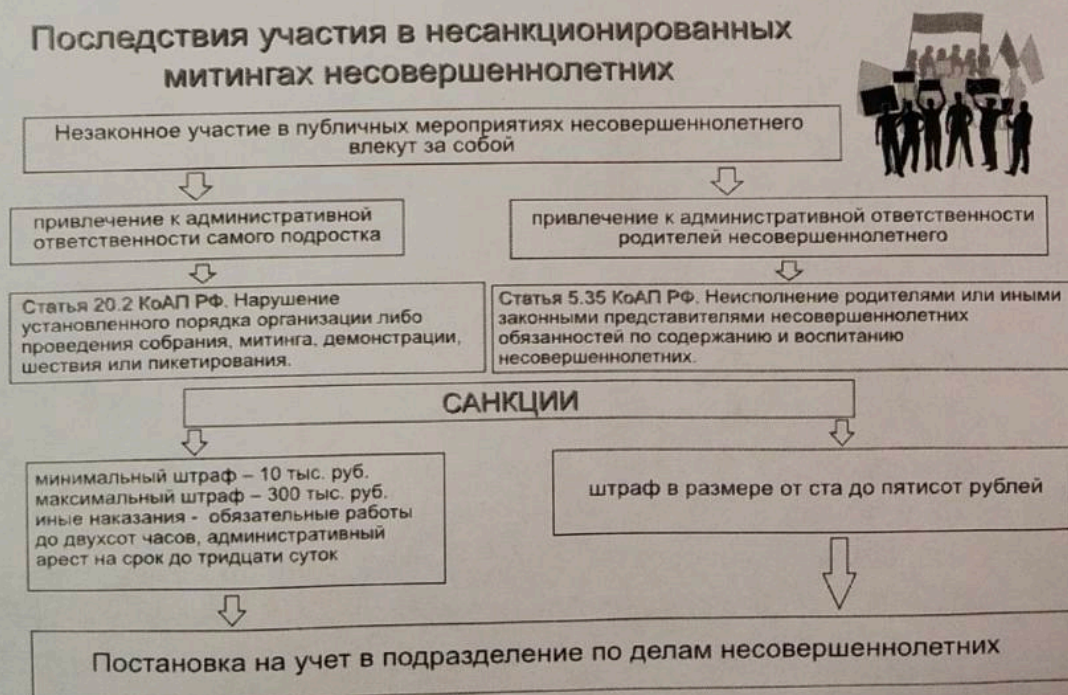 Последствия участия в несанкционированных
митингах несовершеннолетних
Незаконное участие в публичных мероприятиях несовершеннолетнего
влекут за собой
привлечение к административной
ответственности самого подростка
привлечение к административной ответственности
родителей несовершеннолетнего
Статья 20.2 КоАП РФ. Нарушение
установленного порядка организации либо
проведения собрания, митинга, демонстрации,
шествия или пикетирования.
Статья 5.35 КоАП РФ. Неисполнение родителями или иными
законными представителями несовершеннолетних
обязанностей по содержанию и воспитанию
несовершеннолетних.
САНКЦИИ
минимальный штраф – 10 тыс. руб.
максимальный штраф – 300 тыс. руб.
иные наказания - обязательные работы
до двухсот часов, административный
арест на срок до тридцати суток
штраф в размере от ста до пятисот рублей
Постановка на учет в подразделение по делам несовершеннолетних